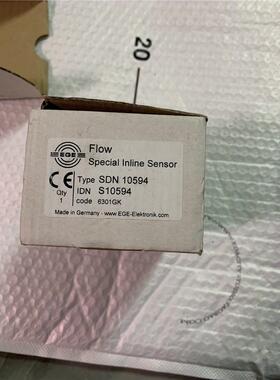 20
EGE
Flow
Special Inline Sensor
CE
Type SDN 10594
Qty IDN S10594
1 code 6301GK
Made in Germany - www.EGE-Elektronik.com